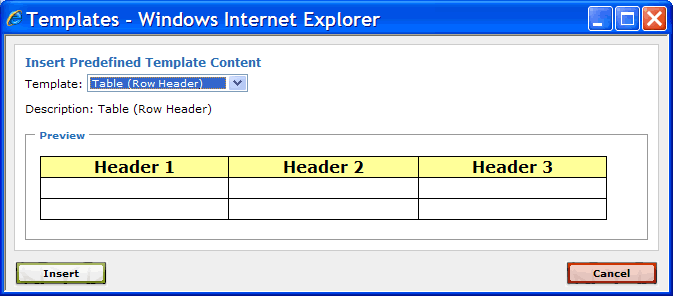 Templates - Windows Internet Explorer
Insert Predefined Template Content
Template: Table (Row Header)
Description: Table (Row Header)
Preview
Header 1 Header 2 Header 3
Insert Cancel